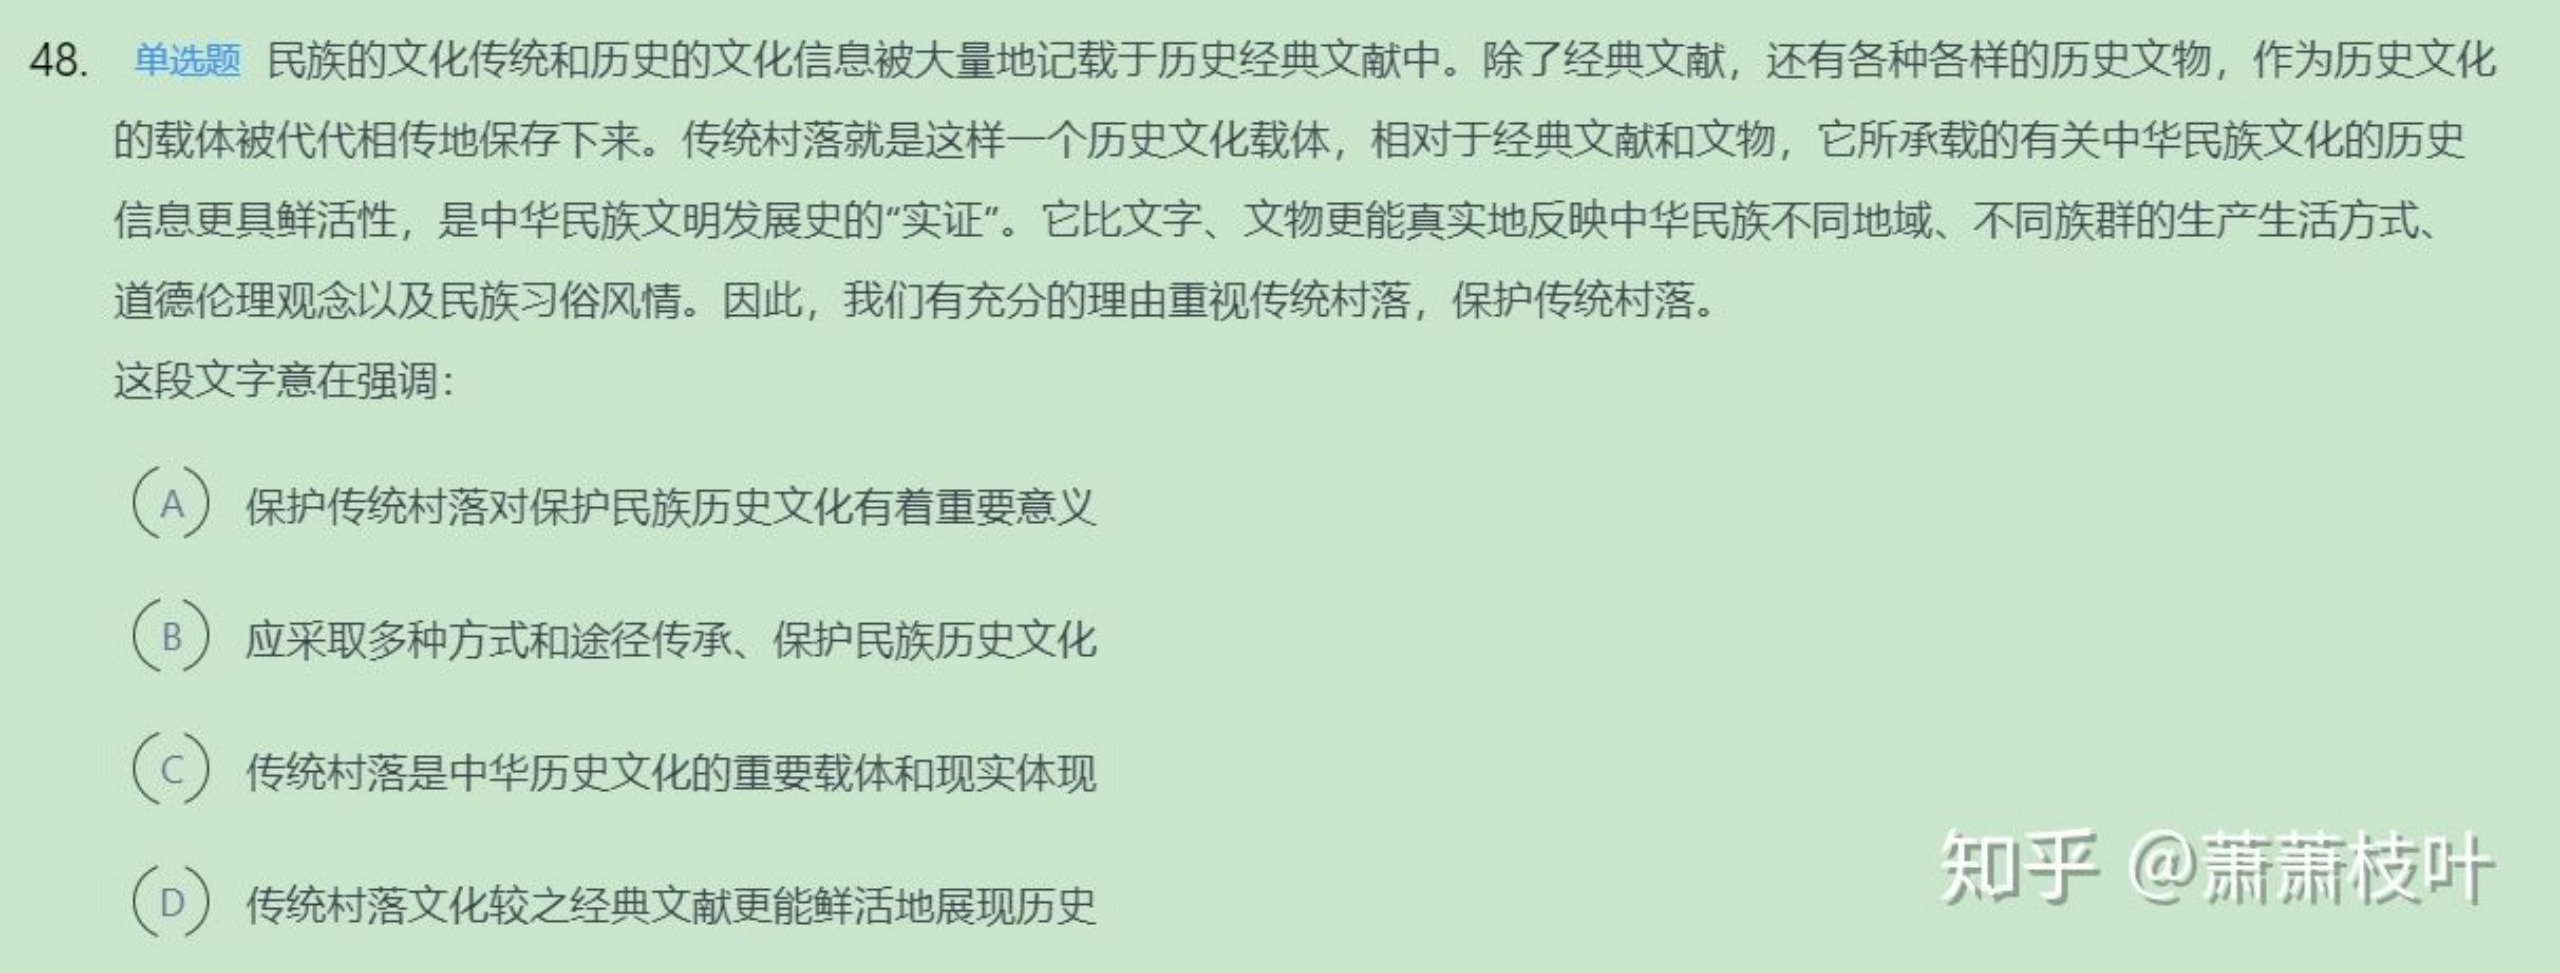 48. 单选题 民族的文化传统和历史的文化信息被大量地记载于历史经典文献中。除了经典文献，还有各种各样的历史文物，作为历史文化
的载体被代代相传地保存下来。传统村落就是这样一个历史文化载体，相对于经典文献和文物，它所承载的有关中华民族文化的历史
信息更具鲜活性，是中华民族文明发展史的“实证”。它比文字、文物更能真实地反映中华民族不同地域、不同族群的生产生活方式、
道德伦理观念以及民族习俗风情。因此，我们有充分的理由重视传统村落，保护传统村落。
这段文字意在强调：
A 保护传统村落对保护民族历史文化有着重要意义
B 应采取多种方式和途径传承、保护民族历史文化
C 传统村落是中华历史文化的重要载体和现实体现
D 传统村落文化较之经典文献更能鲜活地展现历史
知乎 @萧萧枝叶